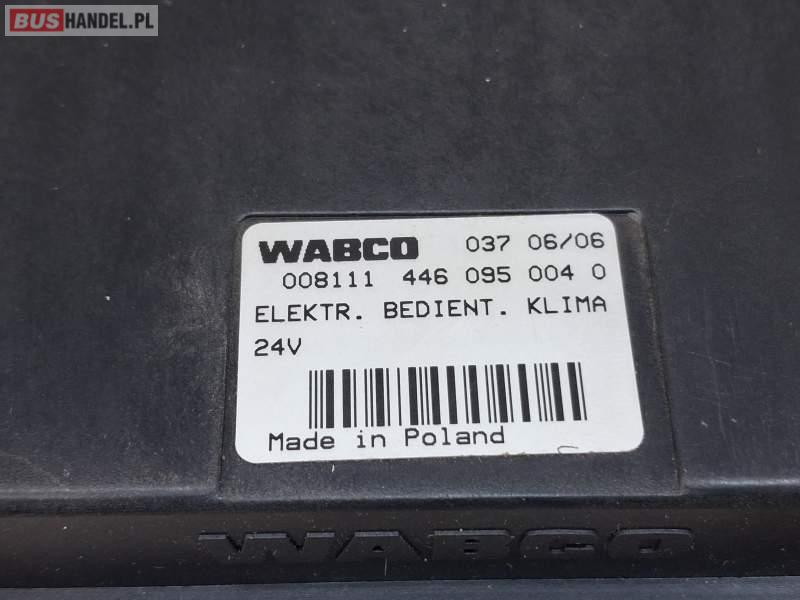 BUSHANDEL.PL
WABCO 037 06/06
008111 446 095 004 0
ELEKTR. BEDIENT. KLIMA
24V
Made in Poland
WABCO